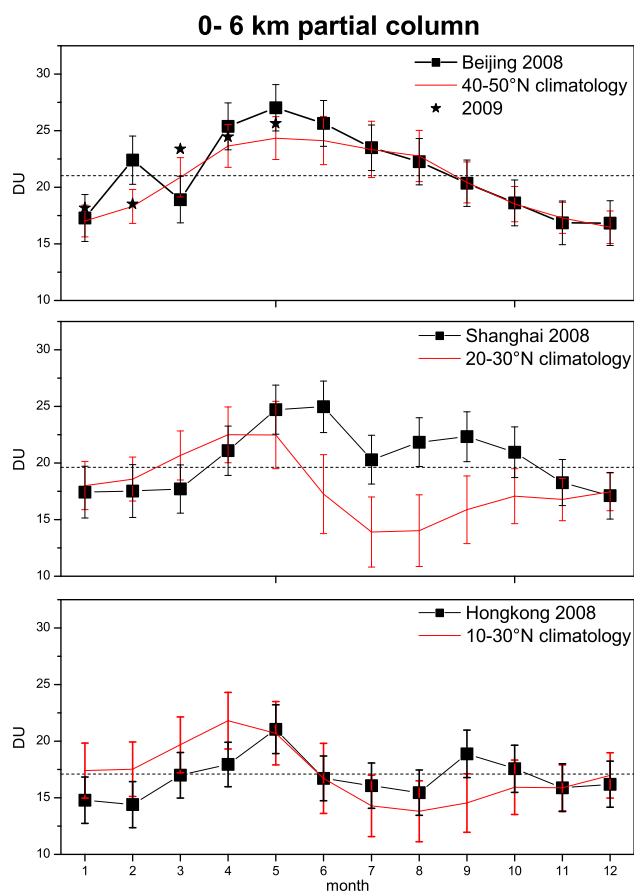 0- 6 km partial column
Beijing 2008
40-50°N climatology
2009
30
25
20
15
10
DU
Shanghai 2008
20-30°N climatology
30
25
20
15
10
DU
Hongkong 2008
10-30°N climatology
30
25
20
15
10
DU
1 2 3 4 5 6 7 8 9 10 11 12
month